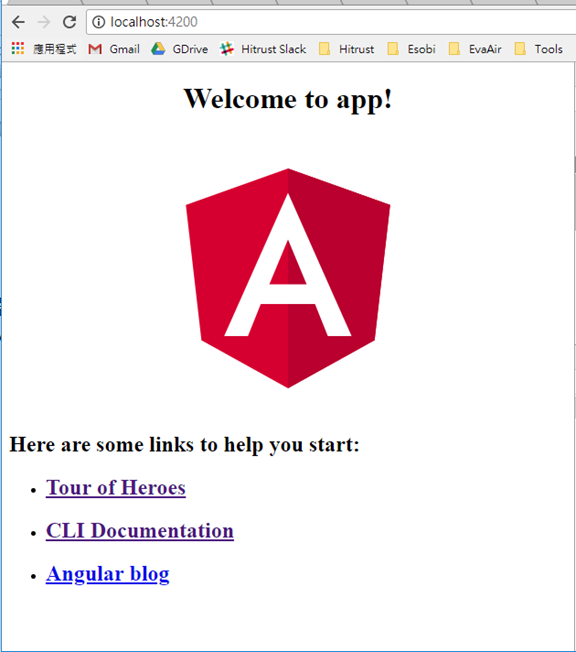 localhost:4200
應用程式 Gmail GDrive Hitrust Slack Hitrust Esobi EvaAir Tools
Welcome to app!
A
Here are some links to help you start:
Tour of Heroes
CLI Documentation
Angular blog